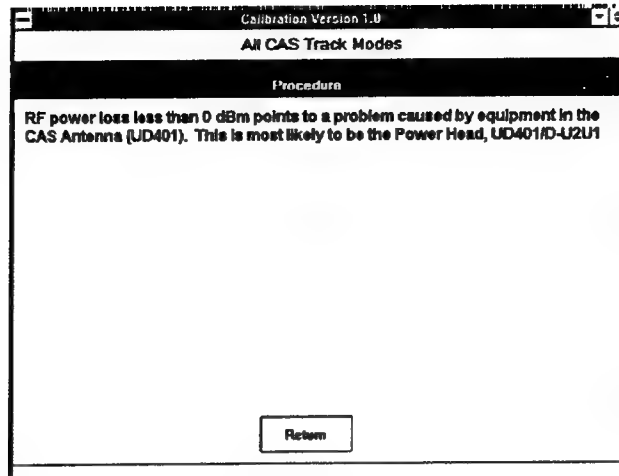 Calibration Version 1.0
All CAS Track Modes
Procedure
RF power loss less than 0 dBm points to a problem caused by equipment in the
CAS Antenna (UD401). This is most likely to be the Power Head, UD401/D-U2U1
Return